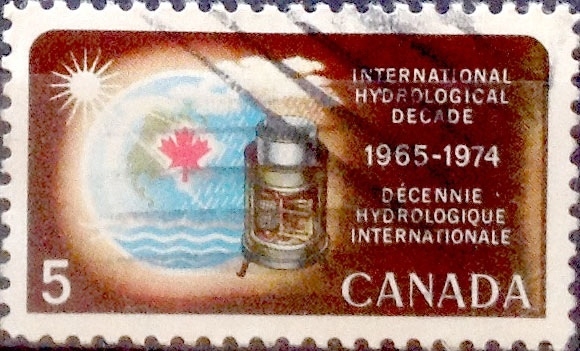 INTERNATIONAL
HYDROLOGICAL
DECADE
1965-1974
DÉCENNIE
HYDROLOGIQUE
INTERNATIONALE
5
CANADA